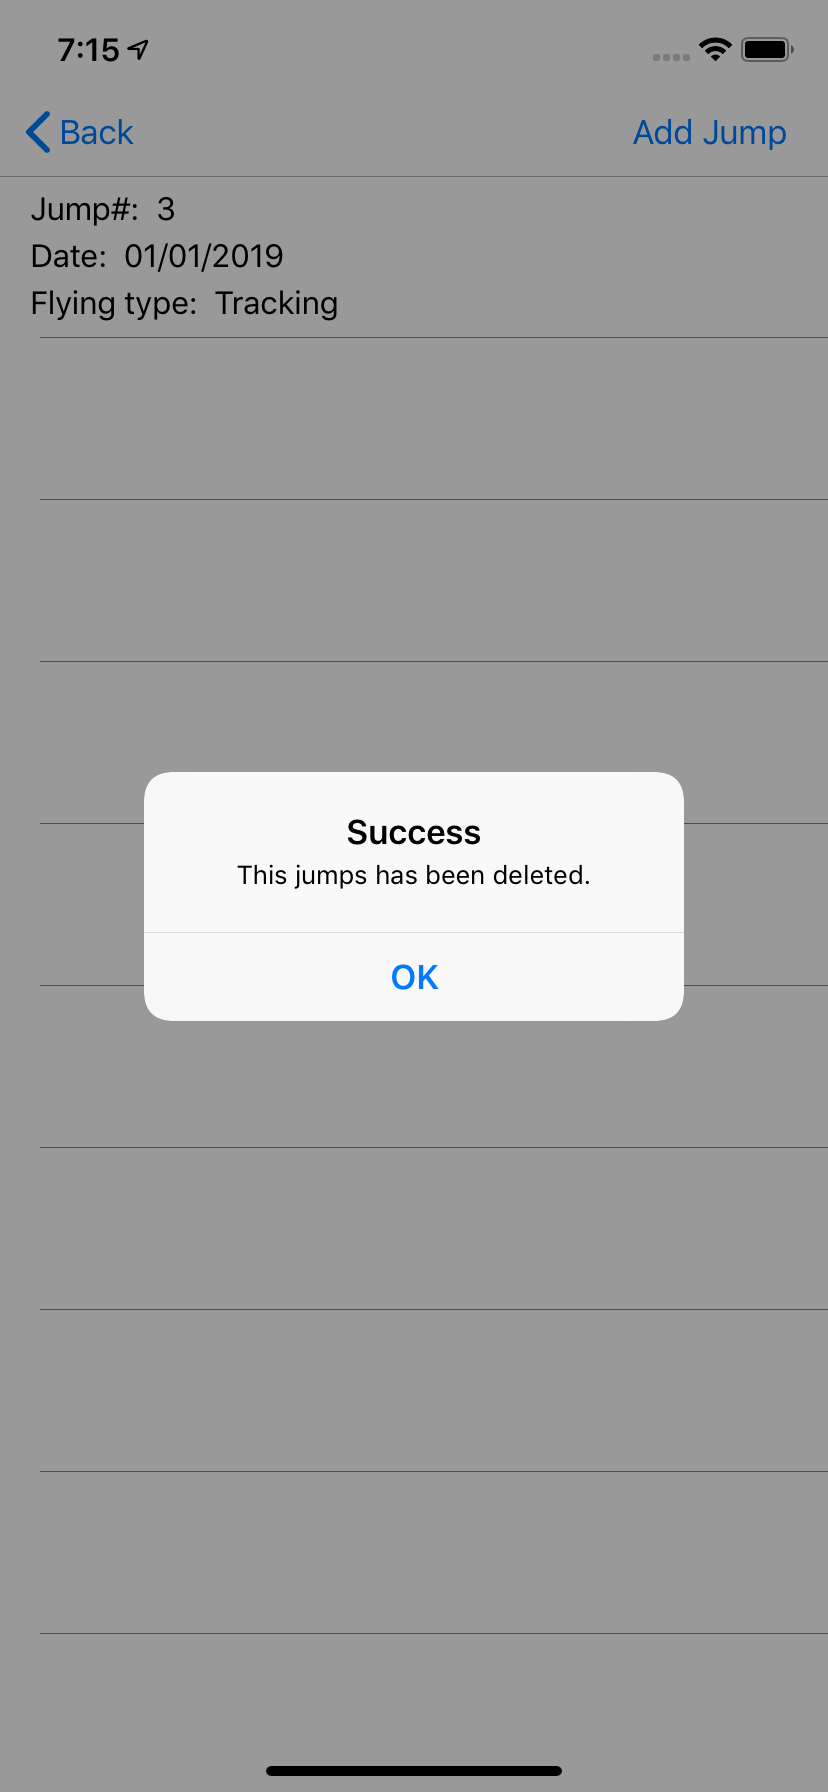 7:15
Back
Add Jump
Jump#: 3
Date: 01/01/2019
Flying type: Tracking
Success
This jumps has been deleted.
OK